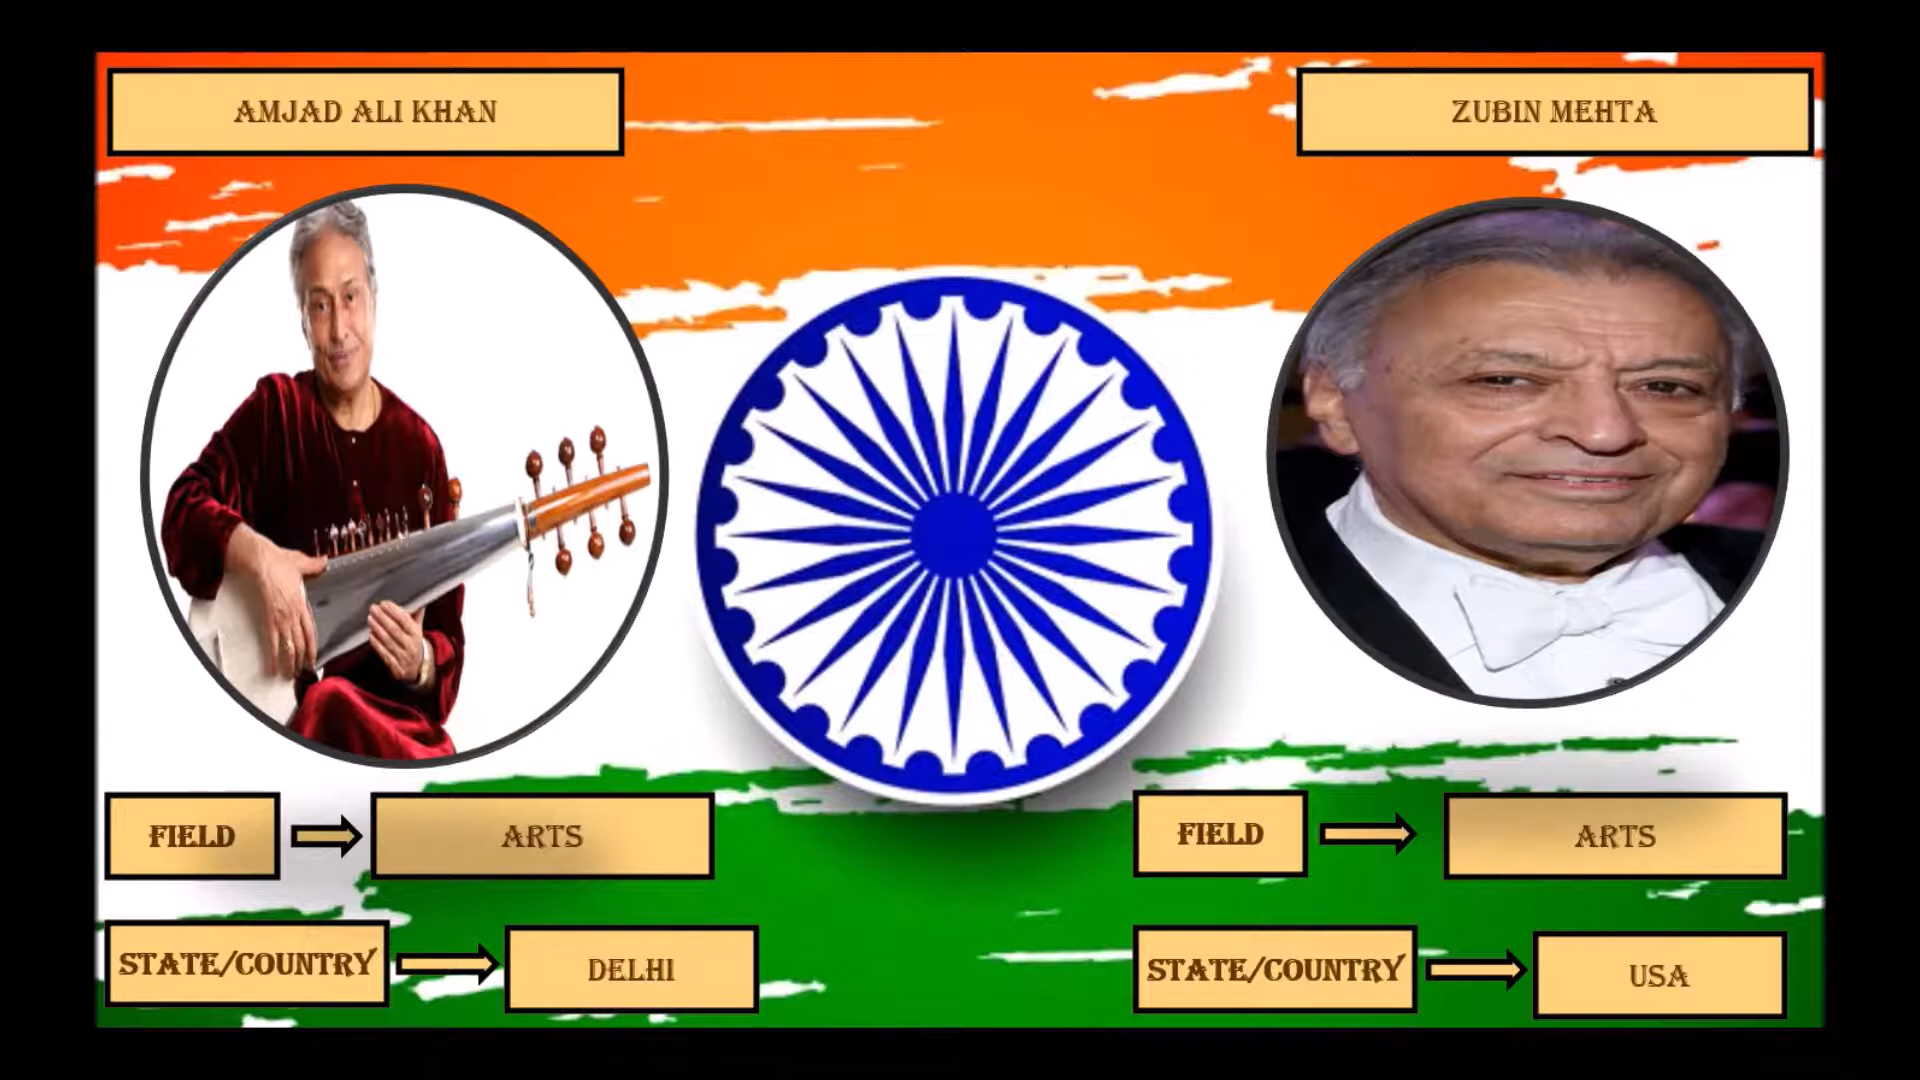 AMJAD ALI KHAN
ZUBIN MEHTA
FIELD
ARTS
FIELD
ARTS
STATE/COUNTRY
DELHI
STATE/COUNTRY
USA